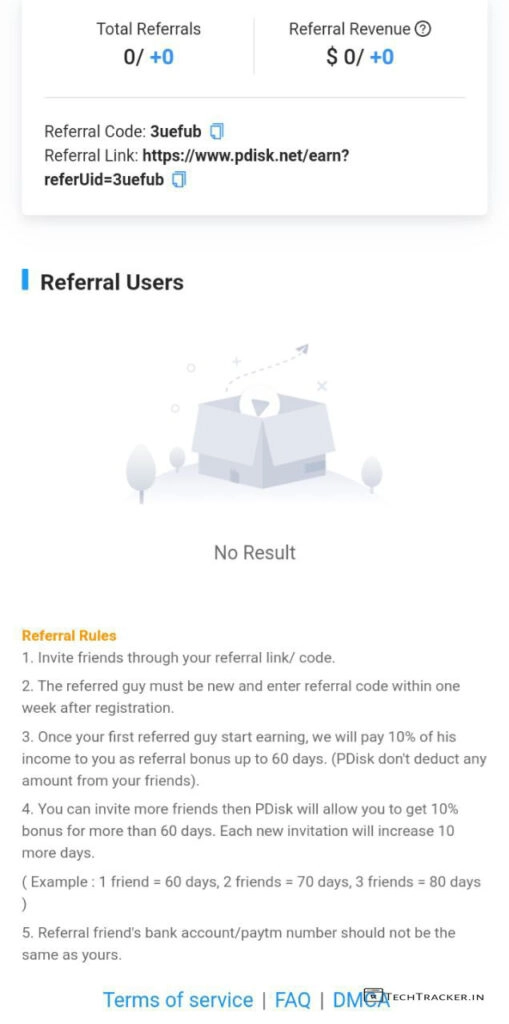 Total Referrals
Referral Revenue
0/ +0
$ 0/ +0
Referral Code: 3uefub
Referral Link: https://www.pdisk.net/earn?
referUid=3uefub
Referral Users
No Result
Referral Rules
1. Invite friends through your referral link/ code.
2. The referred guy must be new and enter referral code within one
week after registration.
3. Once your first referred guy start earning, we will pay 10% of his
income to you as referral bonus up to 60 days. (PDisk don't deduct any
amount from your friends).
4. You can invite more friends then PDisk will allow you to get 10%
bonus for more than 60 days. Each new invitation will increase 10
more days.
( Example : 1 friend = 60 days, 2 friends = 70 days, 3 friends = 80 days
)
5. Referral friend's bank account/paytm number should not be the
same as yours.
Terms of service | FAQ | DMCA
TechTracker.in